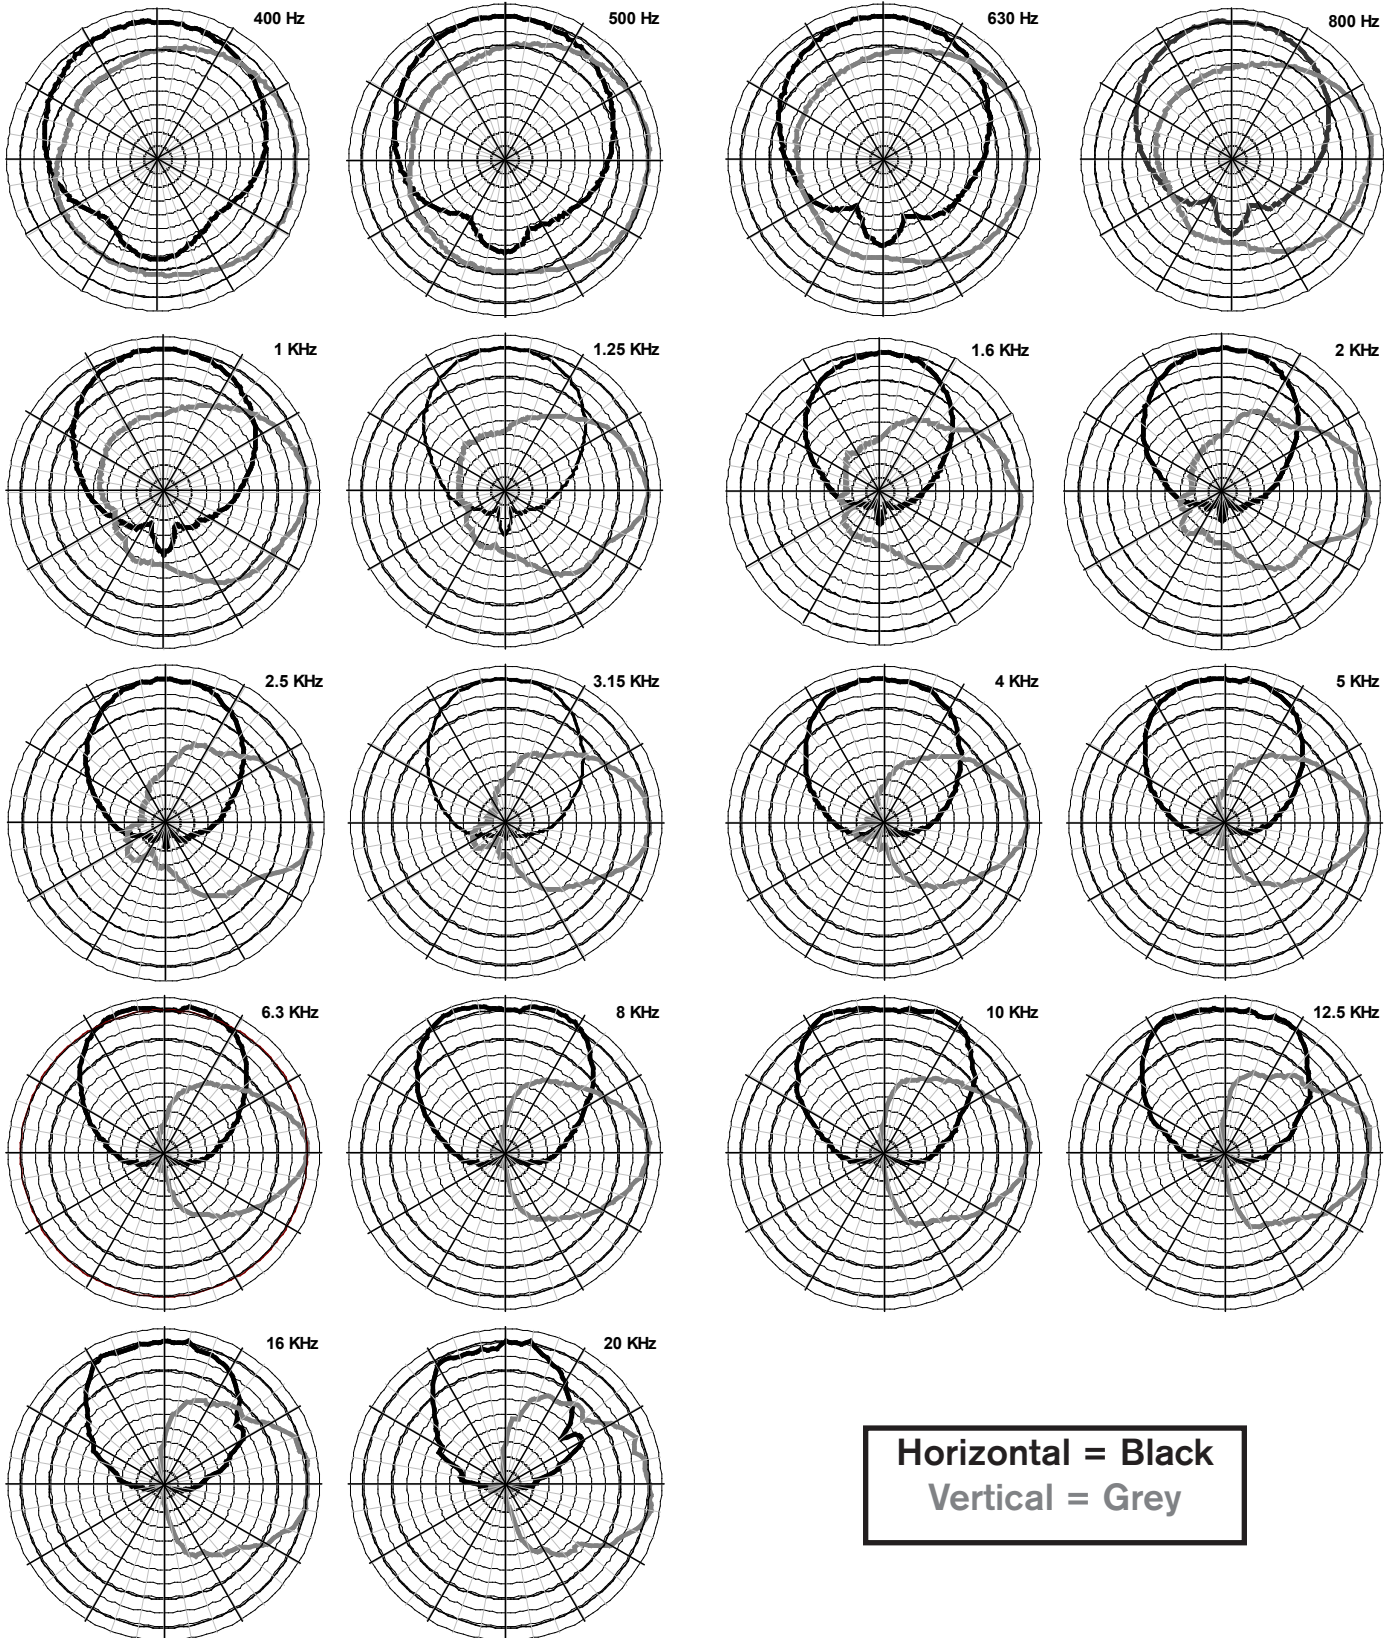 400 Hz
500 Hz
630 Hz
800 Hz
1 KHz
1.25 KHz
1.6 KHz
2 KHz
2.5 KHz
3.15 KHz
4 KHz
5 KHz
6.3 KHz
8 KHz
10 KHz
12.5 KHz
16 KHz
20 KHz
Horizontal = Black
Vertical = Grey